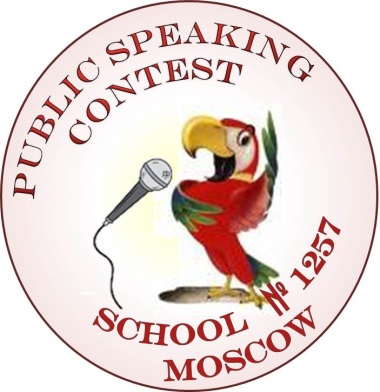 PUBLIC SPEAKING
CONTEST
SCHOOL № 1257
MOSCOW